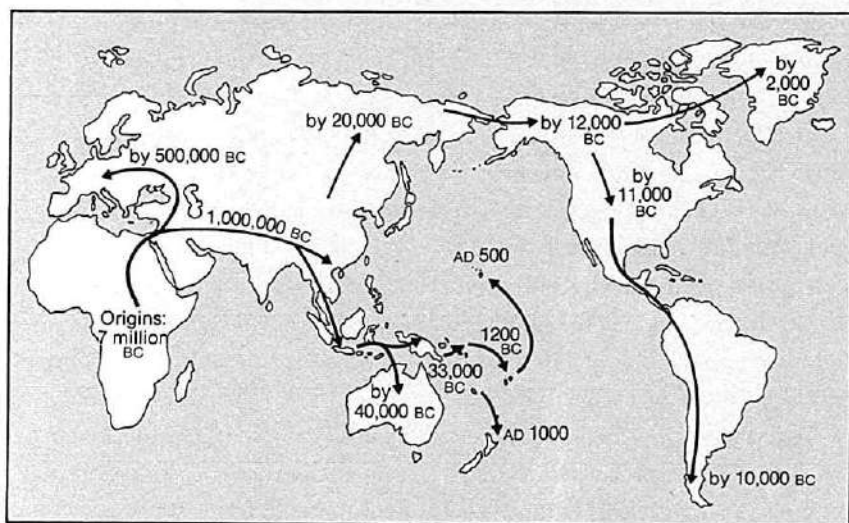 by
2,000
BC
by 20,000 BC
by 12,000
BC
by 500,000 BC
by
11,000
BC
1,000,000 BC
AD 500
Origins:
7 million
BC
1200
BC
33,000
BC
by
40,000 BC
AD 1000
by 10,000 BC